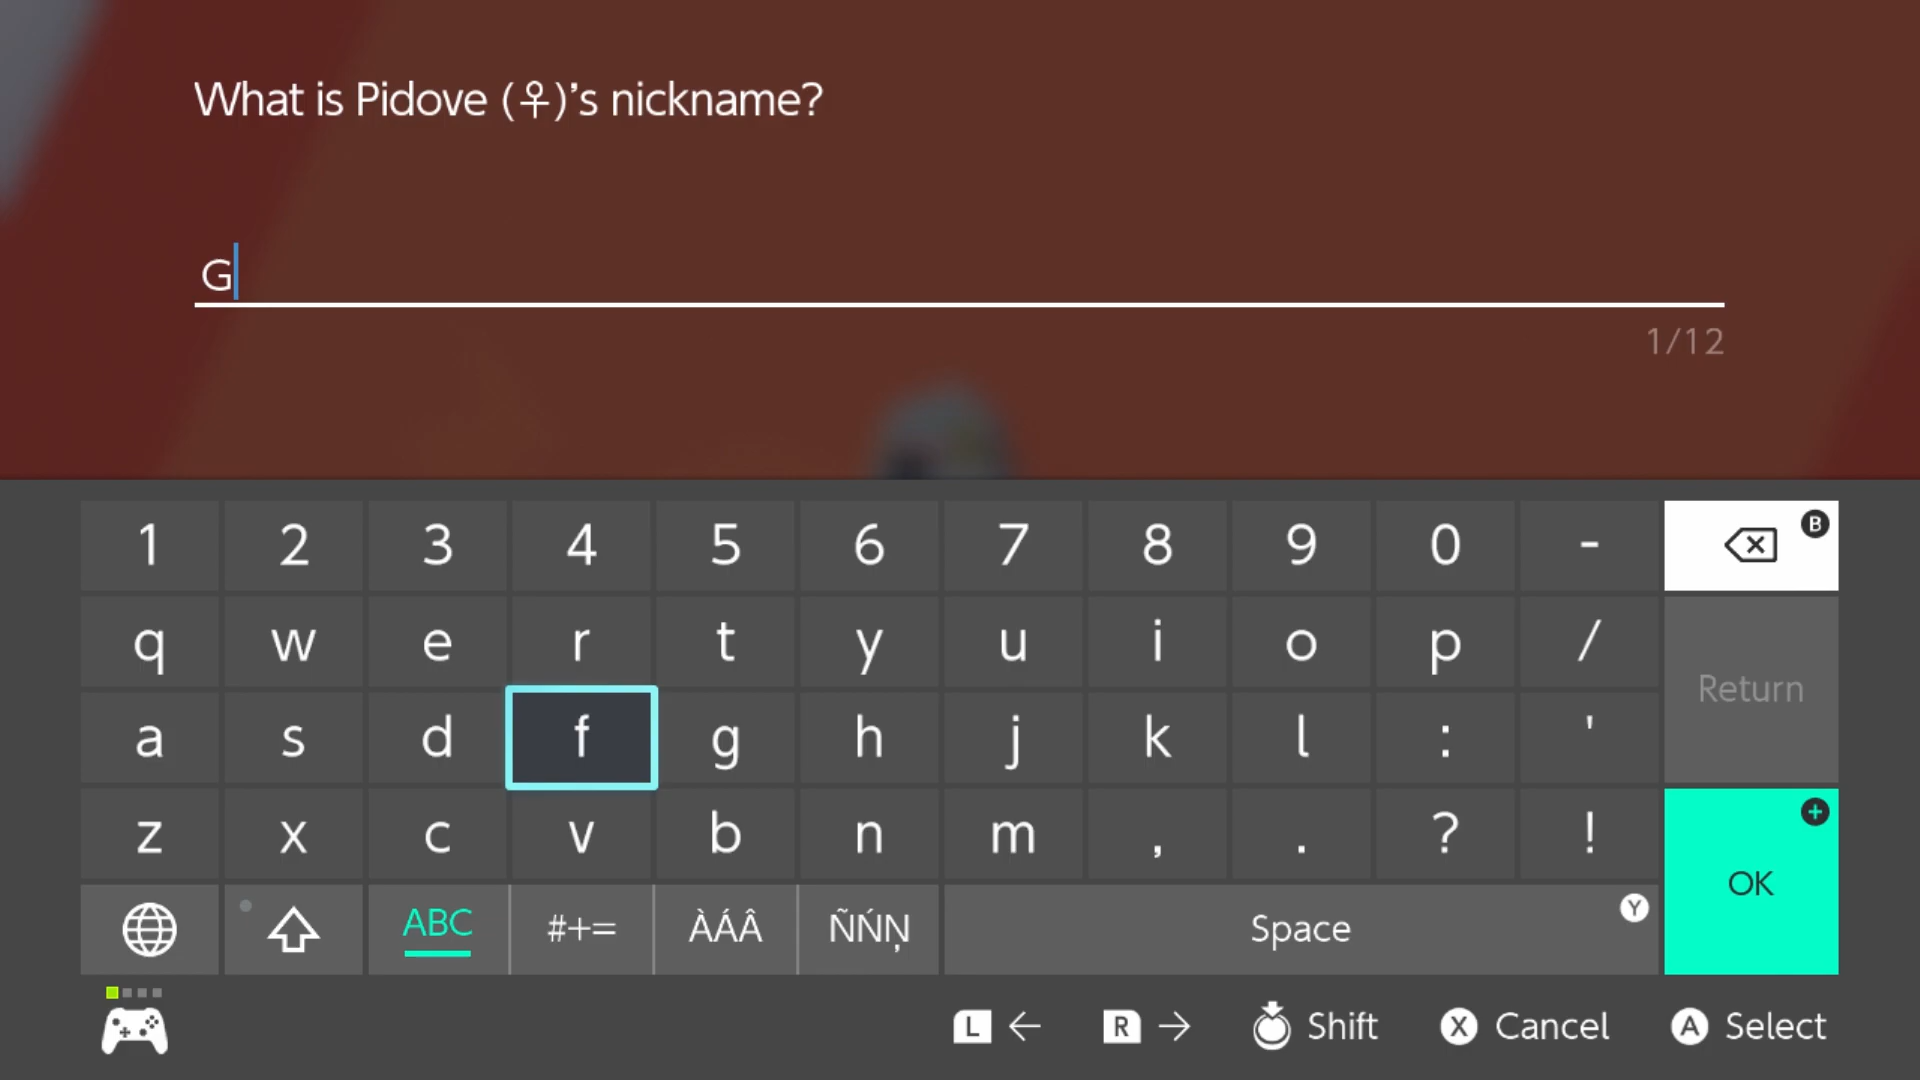 What is Pidove (♀)'s nickname?
G
1/12
1 2 3 4 5 6 7 8 9 0 - B
q w e r t y u i o p /
Return
a s d f g h j k l : '
z x c v b n m , . ? ! +
OK
ABC #+= ÀÁÂ ÑŃŅ Space Y
L ← R → Shift X Cancel A Select